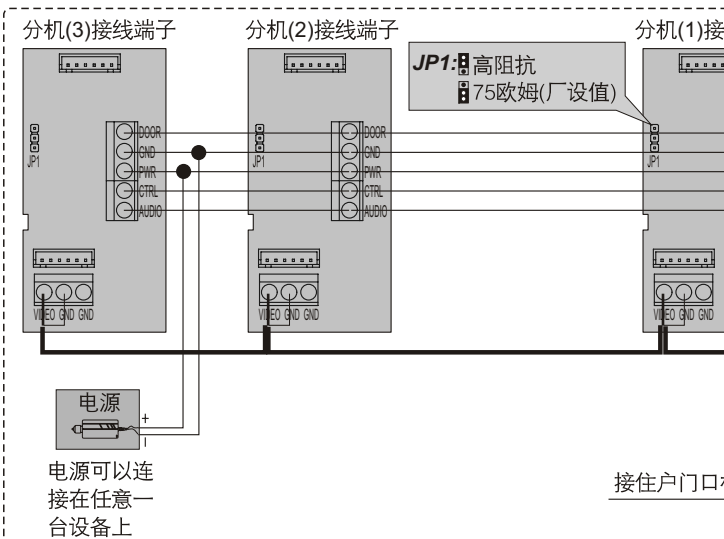 分机(3)接线端子
分机(2)接线端子
分机(1)接
JP1:
高阻抗
75欧姆(厂设值)
JP1
DOOR
GND
PWR
CTRL
AUDIO
VIDEO GND GND
JP1
DOOR
GND
PWR
CTRL
AUDIO
VIDEO GND GND
JP1
VIDEO GND GND
电源
+
−
电源可以连
接在任意一
台设备上
接住户门口